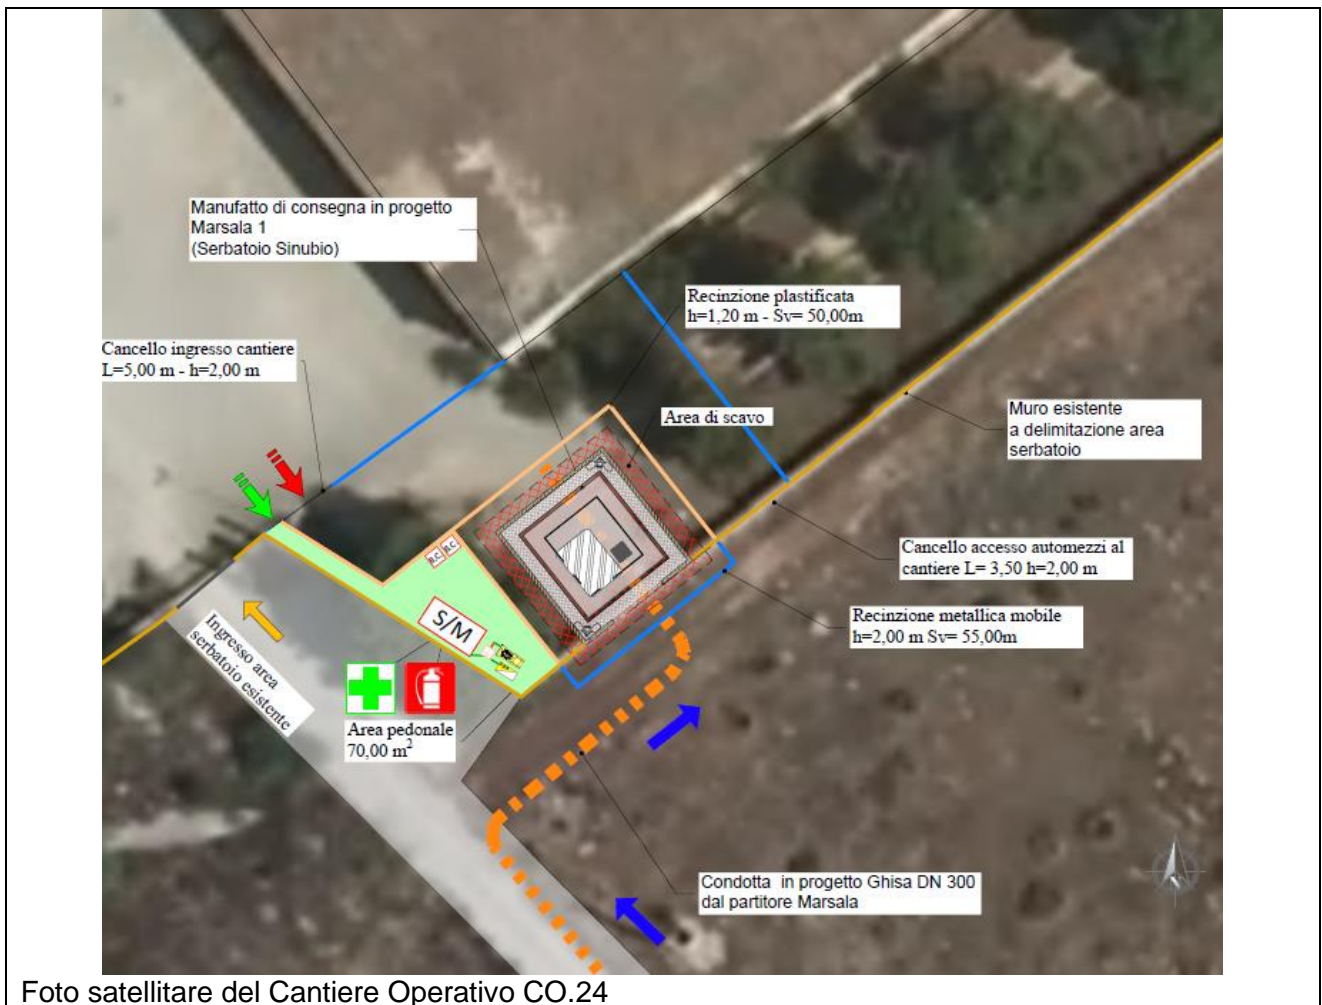 Manufatto di consegna in progetto
Marsala 1
(Serbatoio Sinubio)
Recinzione plastificata
h=1,20 m - Sv= 50,00m
Cancello ingresso cantiere
L=5,00 m - h=2,00 m
Area di scavo
Muro esistente
a delimitazione area
serbatoio
Cancello accesso automezzi al
cantiere L= 3,50 h=2,00 m
R.C.
R.C.
S/M
Recinzione metallica mobile
h=2,00 m Sv= 55,00m
Ingresso area
serbatoio esistente
Area pedonale
70,00 m²
Condotta in progetto Ghisa DN 300
dal partitore Marsala
Foto satellitare del Cantiere Operativo CO.24